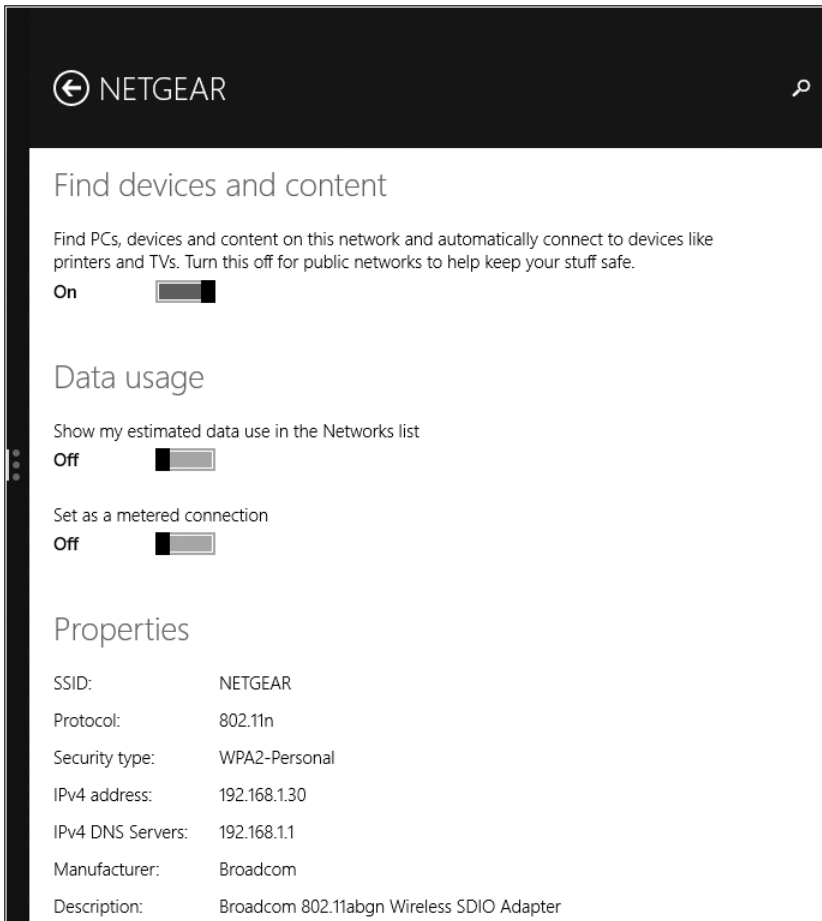 NETGEAR
Find devices and content
Find PCs, devices and content on this network and automatically connect to devices like
printers and TVs. Turn this off for public networks to help keep your stuff safe.
On
Data usage
Show my estimated data use in the Networks list
Off
Set as a metered connection
Off
Properties
SSID: NETGEAR
Protocol: 802.11n
Security type: WPA2-Personal
IPv4 address: 192.168.1.30
IPv4 DNS Servers: 192.168.1.1
Manufacturer: Broadcom
Description: Broadcom 802.11abgn Wireless SDIO Adapter